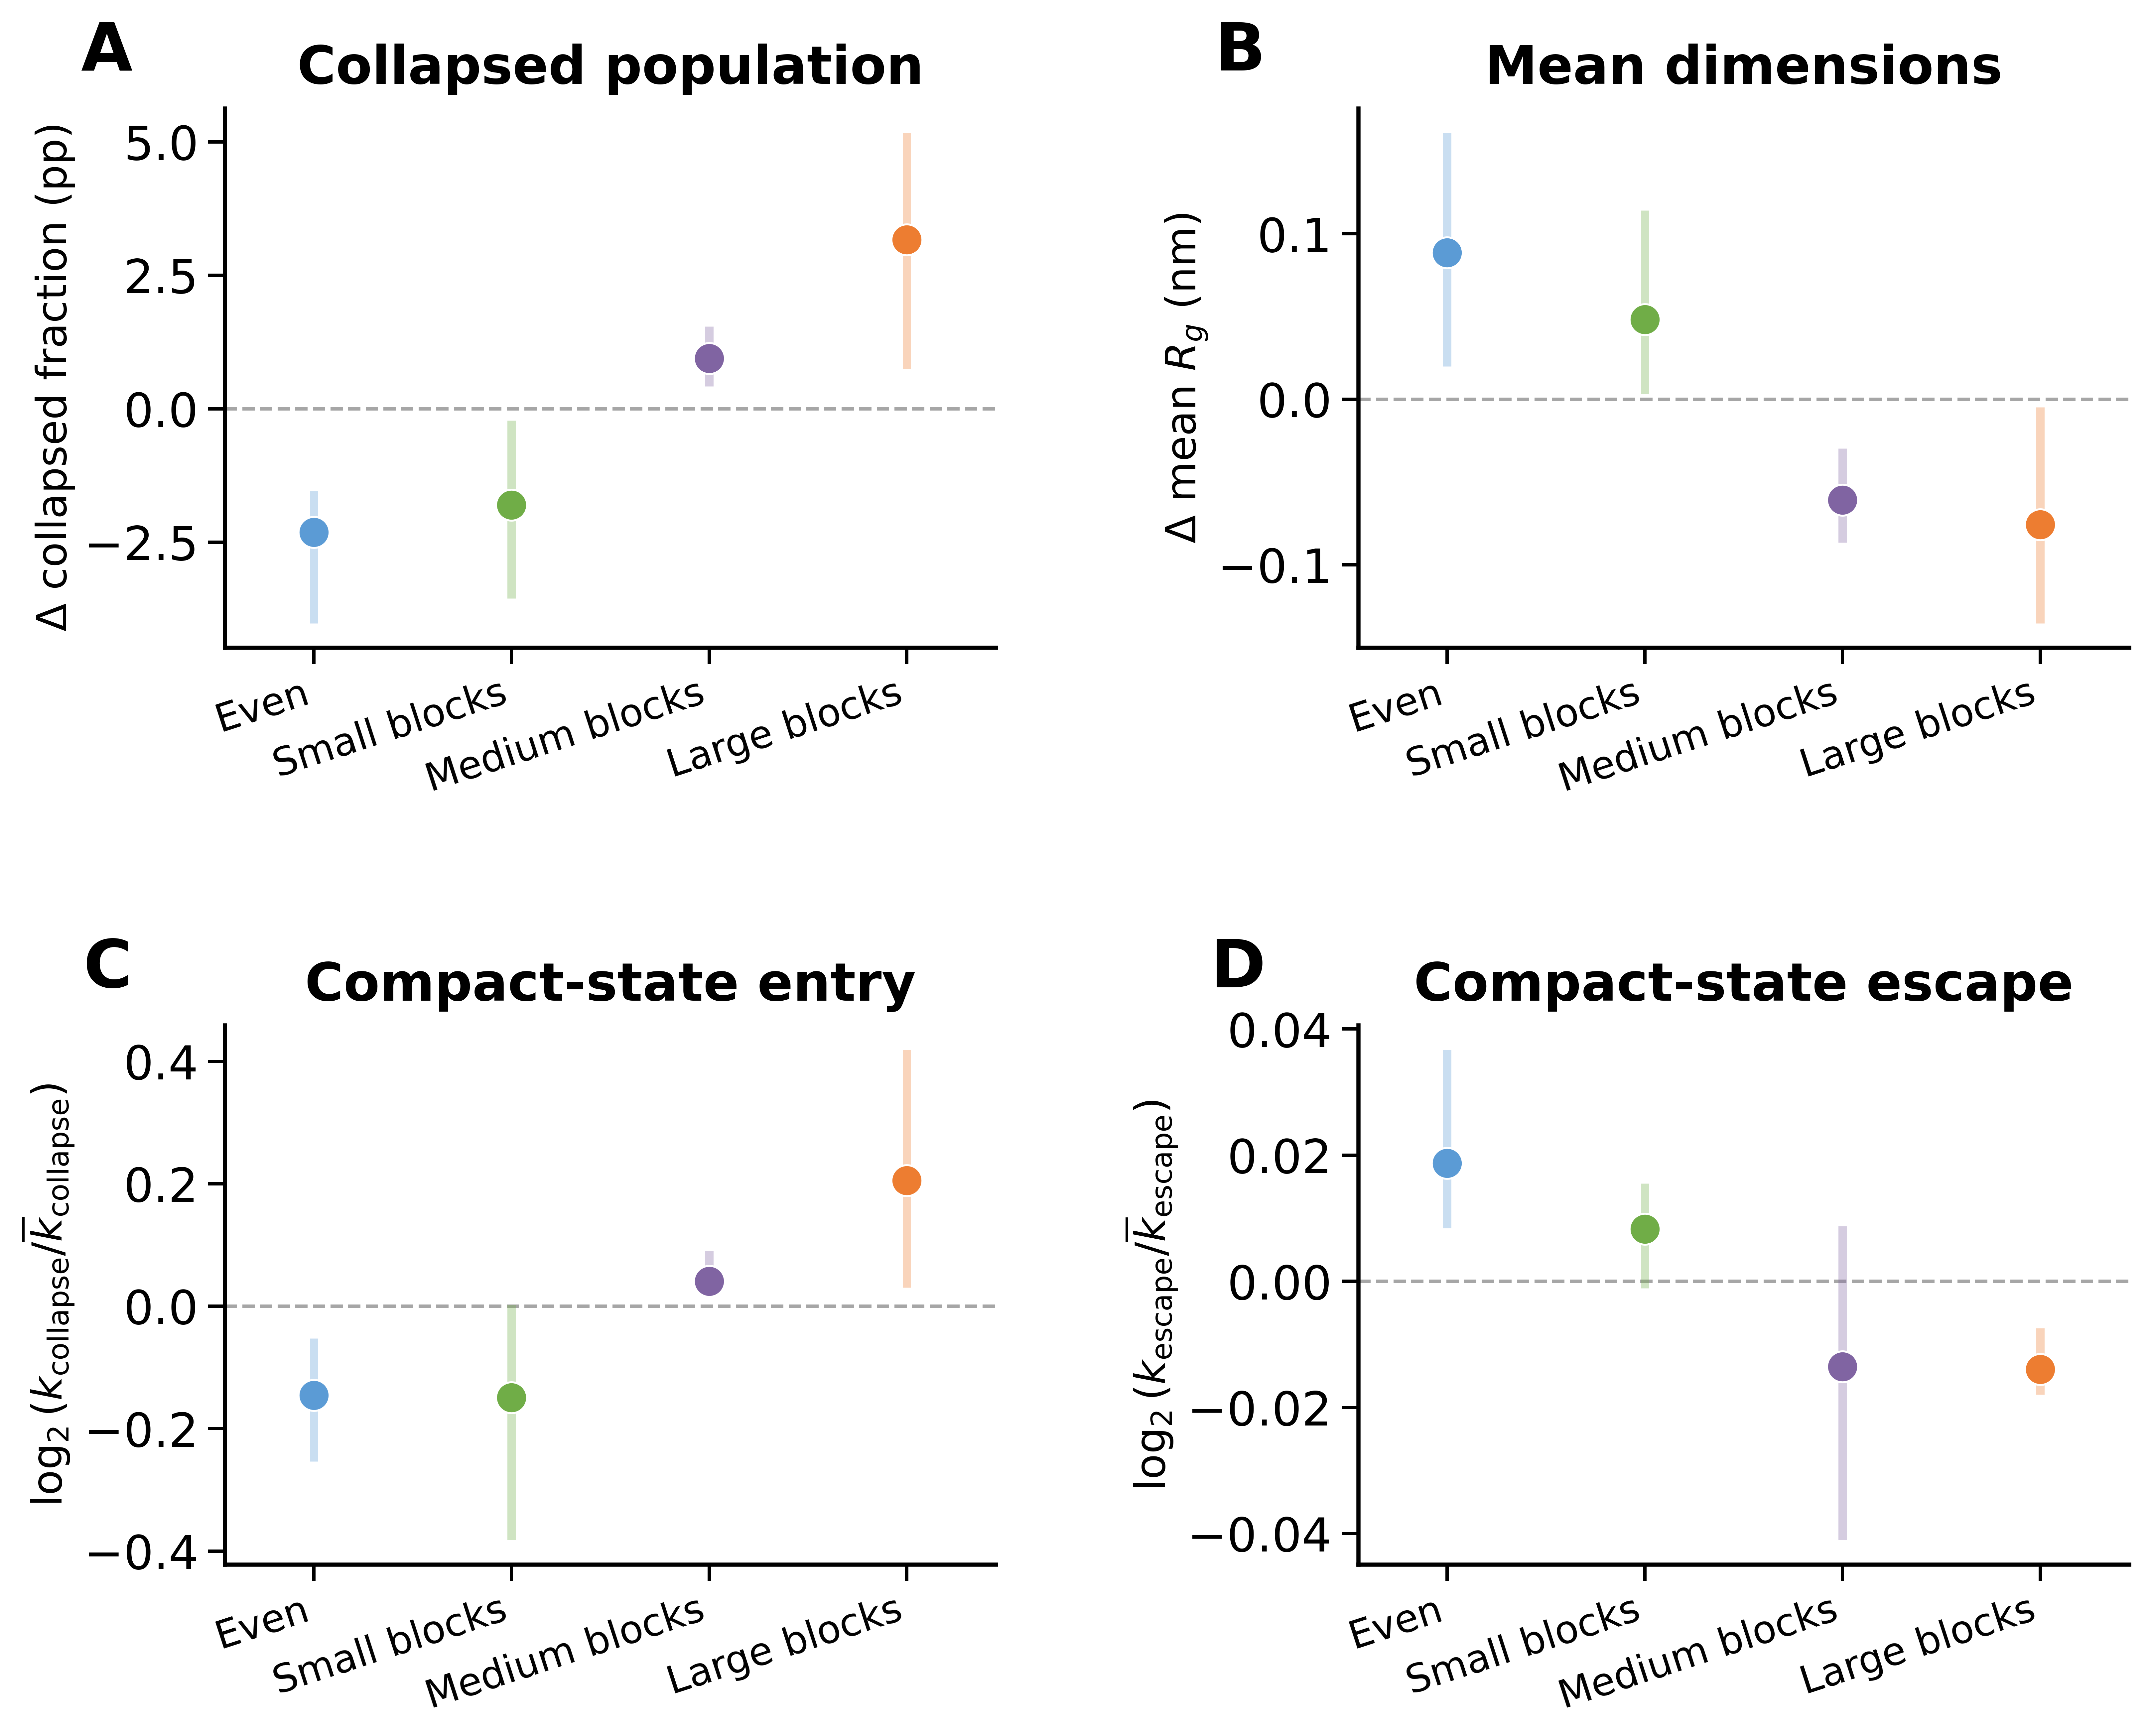 A
Collapsed population
Δ collapsed fraction (pp)
5.0
2.5
0.0
−2.5
Even
Small blocks
Medium blocks
Large blocks
B
Mean dimensions
Δ mean R_g (nm)
0.1
0.0
−0.1
Even
Small blocks
Medium blocks
Large blocks
C
Compact-state entry
log₂ (k_collapse/k̅_collapse)
0.4
0.2
0.0
−0.2
−0.4
Even
Small blocks
Medium blocks
Large blocks
D
Compact-state escape
log₂ (k_escape/k̅_escape)
0.04
0.02
0.00
−0.02
−0.04
Even
Small blocks
Medium blocks
Large blocks